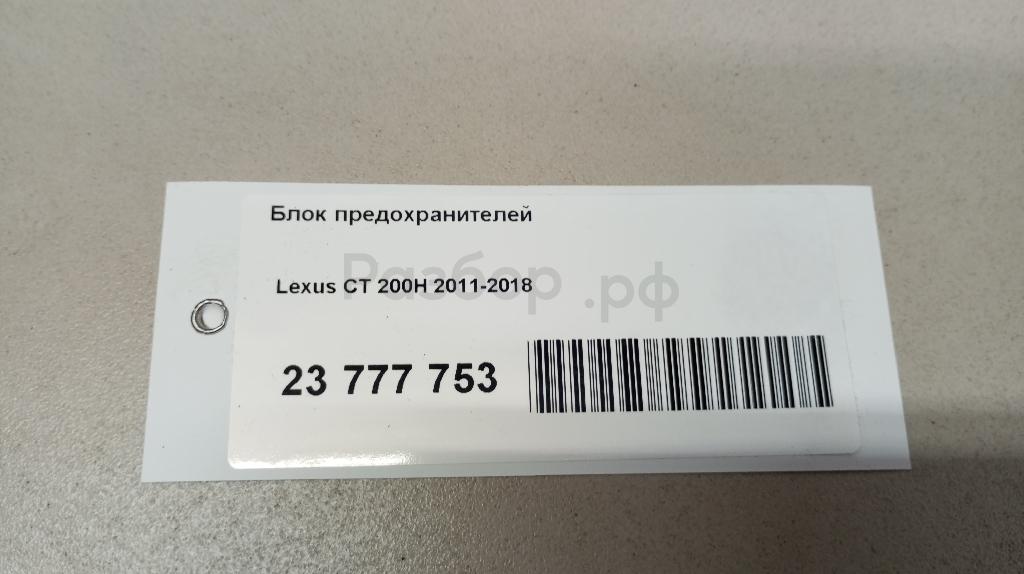 Блок предохранителей
Разбор.рф
Lexus CT 200H 2011-2018
23 777 753